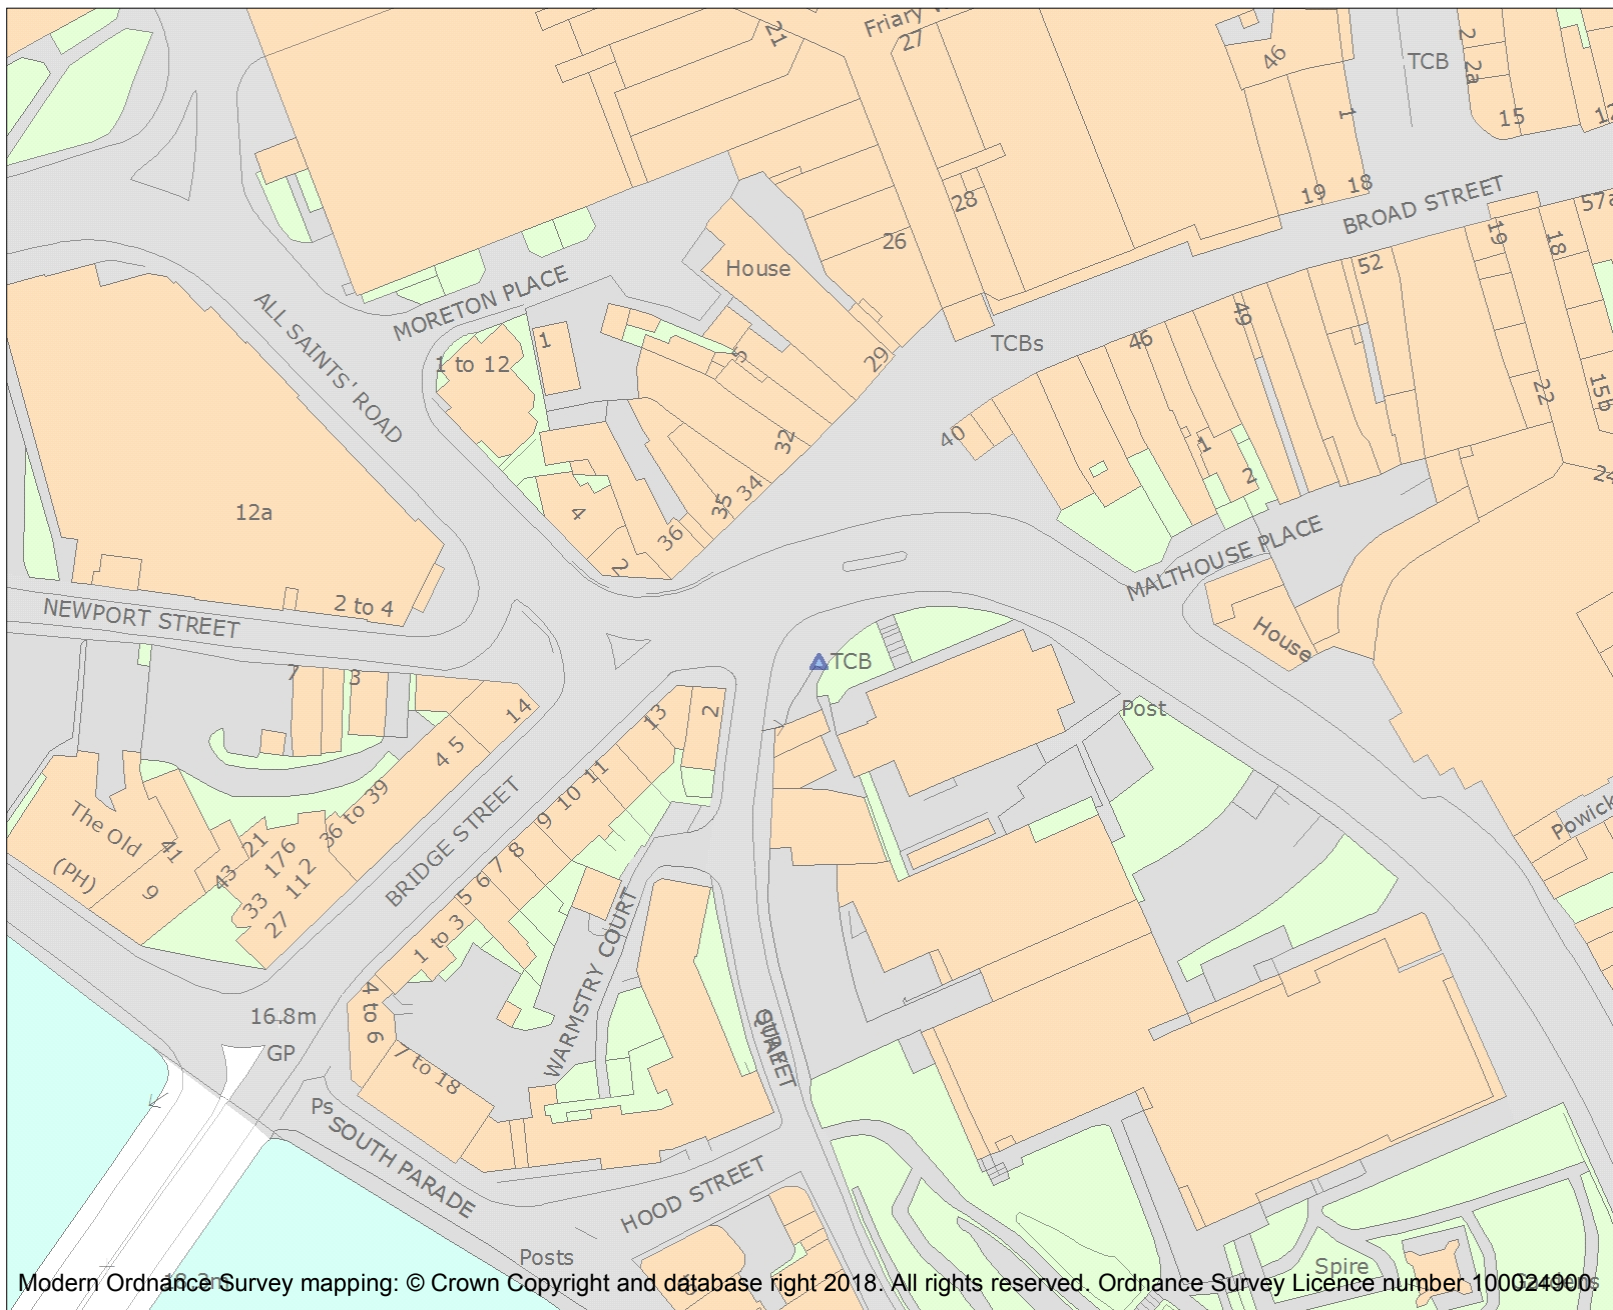 21
Friary
27
46
TCB
2
2a
15
1
28
19
18
BROAD STREET
57a
26
House
19
18
52
MORETON PLACE
ALL SAINTS' ROAD
1
1 to 12
5
29
TCBs
46
49
22
15b
40
32
1
2
24
34
35
36
4
2
12a
MALTHOUSE PLACE
House
2 to 4
NEWPORT STREET
TCB
7
3
14
13
2
Post
4 5
11
10
9
8
7
6
5
1 to 3
BRIDGE STREET
36 to 39
The Old
(PH)
41
9
43
21
176
112
33
27
Powick
WARMSTRY COURT
4 to 6
7 to 18
16.8m
GP
QUAY
STREET
Ps
SOUTH PARADE
HOOD STREET
Posts
Spire
Modern Ordnance Survey mapping: © Crown Copyright and database right 2018. All rights reserved. Ordnance Survey Licence number 100024900.